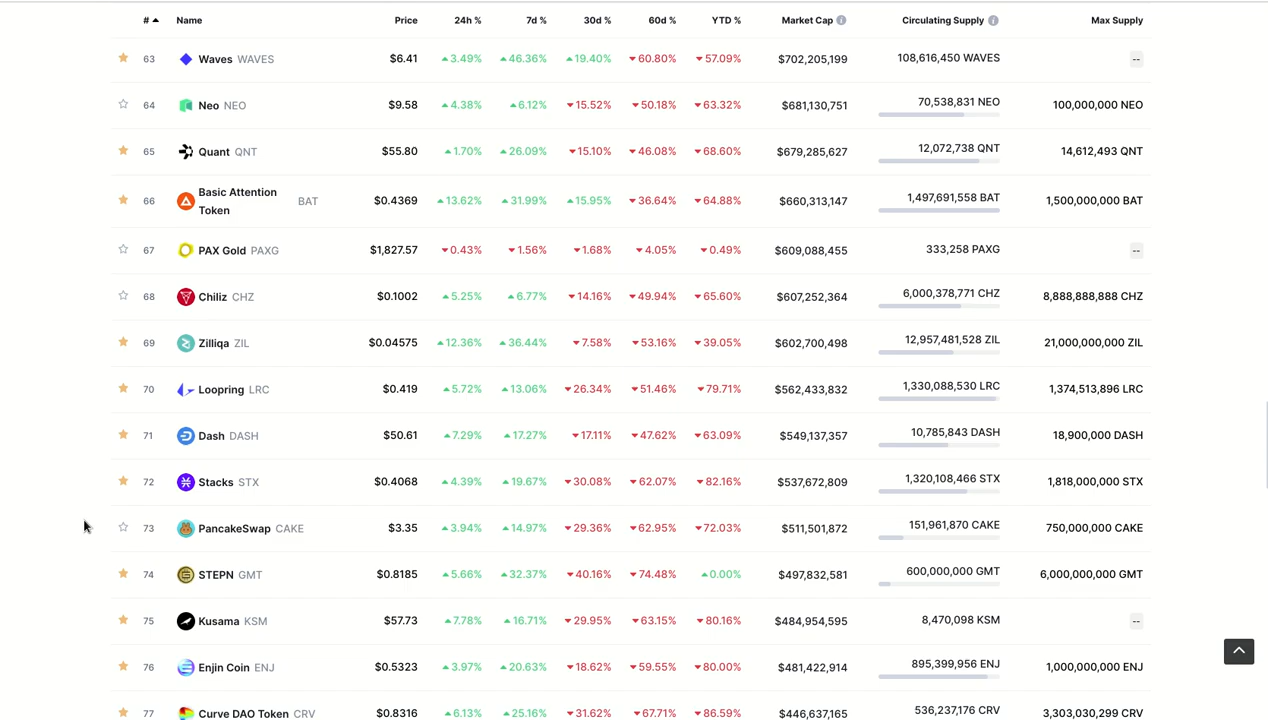 # Name Price 24h % 7d % 30d % 60d % YTD % Market Cap Circulating Supply Max Supply
63 Waves WAVES $6.41 3.49% 46.36% 19.40% 60.80% 57.09% $702,205,199 108,616,450 WAVES --
64 Neo NEO $9.58 4.38% 6.12% 15.52% 50.18% 63.32% $681,130,751 70,538,831 NEO 100,000,000 NEO
65 Quant QNT $55.80 1.70% 26.09% 15.10% 46.08% 68.60% $679,285,627 12,072,738 QNT 14,612,493 QNT
66 Basic Attention Token BAT $0.4369 13.62% 31.99% 15.95% 36.64% 64.88% $660,313,147 1,497,691,558 BAT 1,500,000,000 BAT
67 PAX Gold PAXG $1,827.57 0.43% 1.56% 1.68% 4.05% 0.49% $609,088,455 333,258 PAXG --
68 Chiliz CHZ $0.1002 5.25% 6.77% 14.16% 49.94% 65.60% $607,252,364 6,000,378,771 CHZ 8,888,888,888 CHZ
69 Zilliqa ZIL $0.04575 12.36% 36.44% 7.58% 53.16% 39.05% $602,700,498 12,957,481,528 ZIL 21,000,000,000 ZIL
70 Loopring LRC $0.419 5.72% 13.06% 26.34% 51.46% 79.71% $562,433,832 1,330,088,530 LRC 1,374,513,896 LRC
71 Dash DASH $50.61 7.29% 17.27% 17.11% 47.62% 63.09% $549,137,357 10,785,843 DASH 18,900,000 DASH
72 Stacks STX $0.4068 4.39% 19.67% 30.08% 62.07% 82.16% $537,672,809 1,320,108,466 STX 1,818,000,000 STX
73 PancakeSwap CAKE $3.35 3.94% 14.97% 29.36% 62.95% 72.03% $511,501,872 151,961,870 CAKE 750,000,000 CAKE
74 STEPN GMT $0.8185 5.66% 32.37% 40.16% 74.48% 0.00% $497,832,581 600,000,000 GMT 6,000,000,000 GMT
75 Kusama KSM $57.73 7.78% 16.71% 29.95% 63.15% 80.16% $484,954,595 8,470,098 KSM --
76 Enjin Coin ENJ $0.5323 3.97% 20.63% 18.62% 59.55% 80.00% $481,422,914 895,399,956 ENJ 1,000,000,000 ENJ
77 Curve DAO Token CRV $0.8316 6.13% 25.16% 31.62% 67.71% 86.59% $446,637,165 536,237,176 CRV 3,303,030,299 CRV